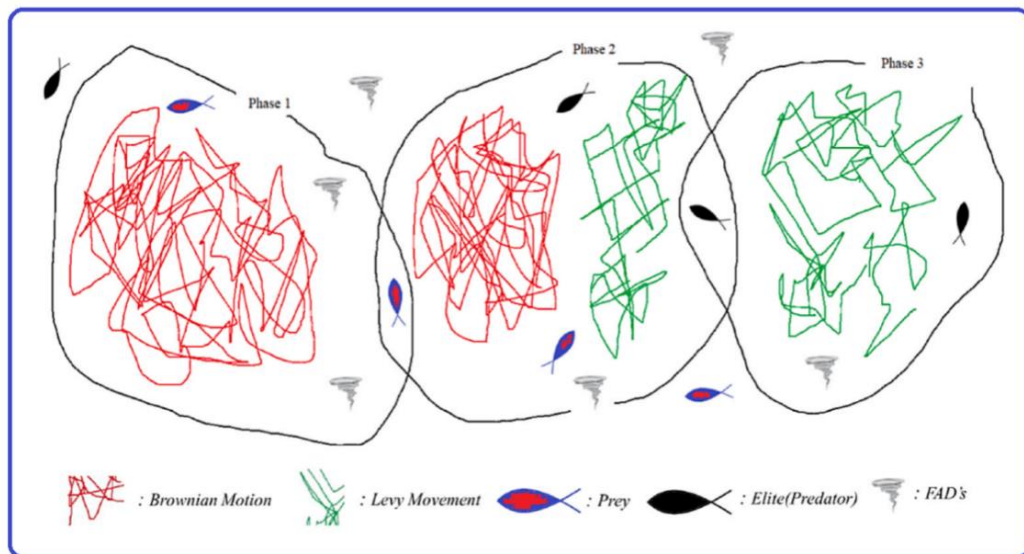 Phase 2
Phase 3
Phase 1
: Brownian Motion
: Levy Movement
: Prey
: Elite(Predator)
: FAD's